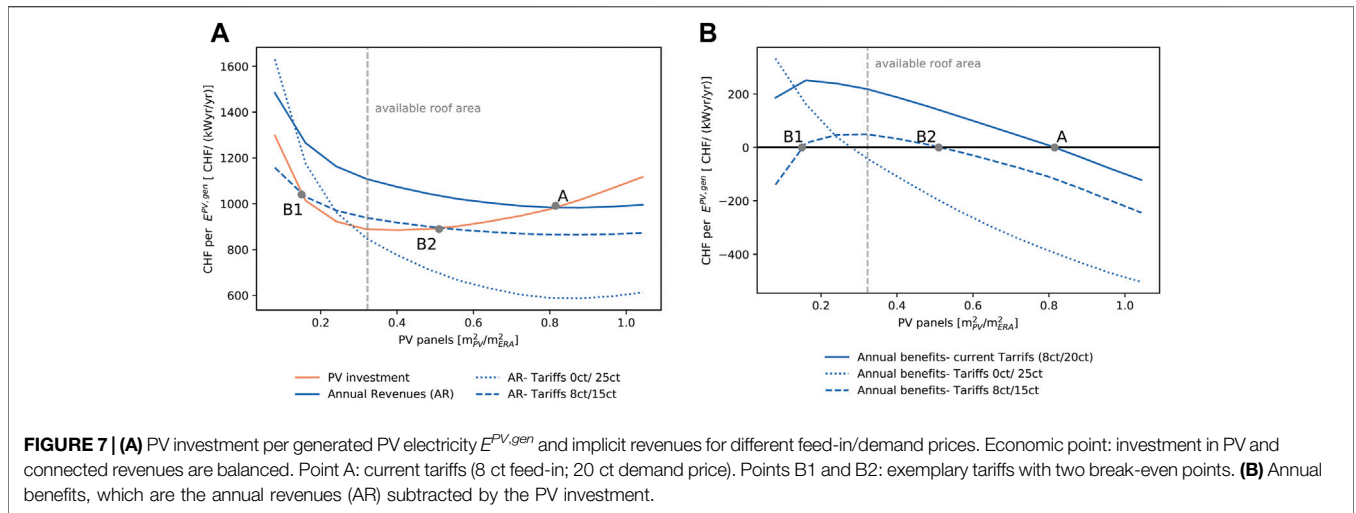 A
1600
1400
1200
1000
800
600
CHF per E^PV,gen [ CHF/ (kWyr/yr)]
available roof area
B1
B2
A
0.2 0.4 0.6 0.8 1.0
PV panels [m²_PV/m²_ERA]
PV investment
Annual Revenues (AR)
AR- Tariffs 0ct/ 25ct
AR- Tariffs 8ct/15ct
B
200
0
−200
−400
CHF per E^PV,gen [ CHF/ (kWyr/yr)]
available roof area
B1
B2
A
0.2 0.4 0.6 0.8 1.0
PV panels [m²_PV/m²_ERA]
Annual benefits- current Tarrifs (8ct/20ct)
Annual benefits- Tariffs 0ct/ 25ct
Annual benefits- Tariffs 8ct/15ct
FIGURE 7 | (A) PV investment per generated PV electricity E^PV,gen and implicit revenues for different feed-in/demand prices. Economic point: investment in PV and
connected revenues are balanced. Point A: current tariffs (8 ct feed-in; 20 ct demand price). Points B1 and B2: exemplary tariffs with two break-even points. (B) Annual
benefits, which are the annual revenues (AR) subtracted by the PV investment.